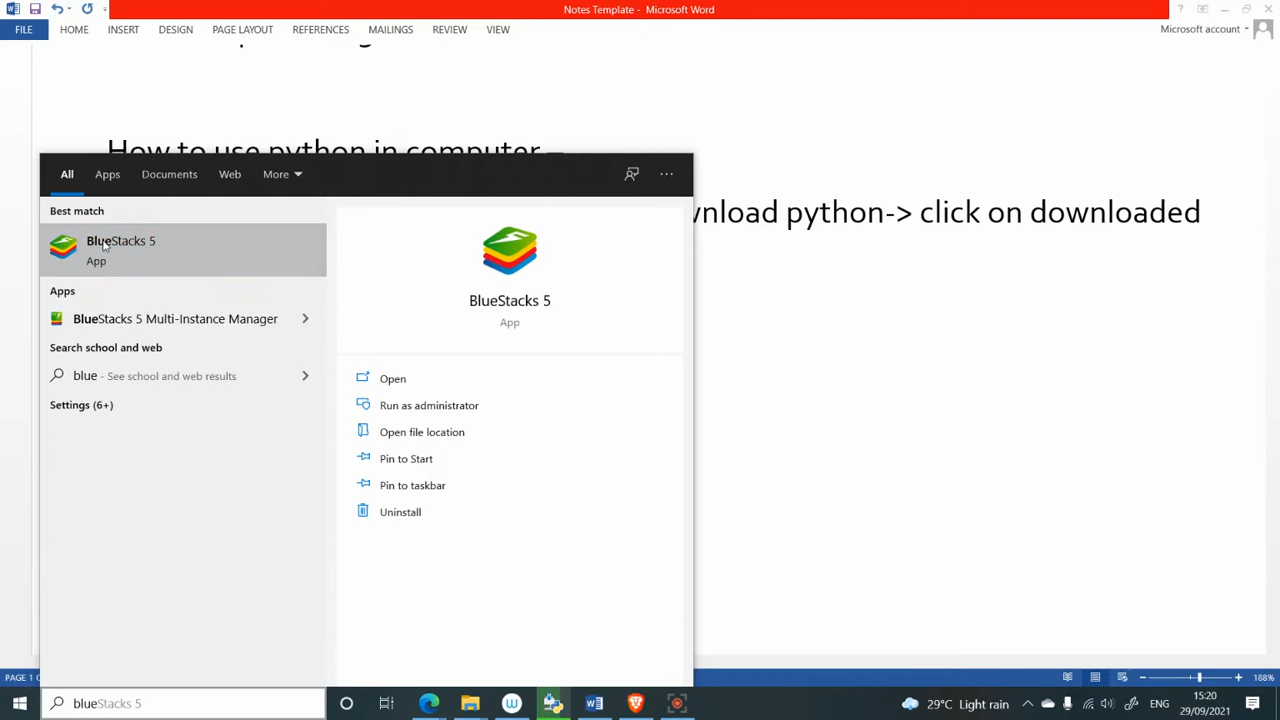 Notes Template - Microsoft Word
FILE HOME INSERT DESIGN PAGE LAYOUT REFERENCES MAILINGS REVIEW VIEW Microsoft account
How to use python in computer –
download python-> click on downloaded
All Apps Documents Web More
Best match
BlueStacks 5
App
Apps
BlueStacks 5 Multi-Instance Manager
Search school and web
blue - See school and web results
Settings (6+)
BlueStacks 5
App
Open
Run as administrator
Open file location
Pin to Start
Pin to taskbar
Uninstall
PAGE 1
188%
blueStacks 5
29°C Light rain
ENG
15:20
29/09/2021